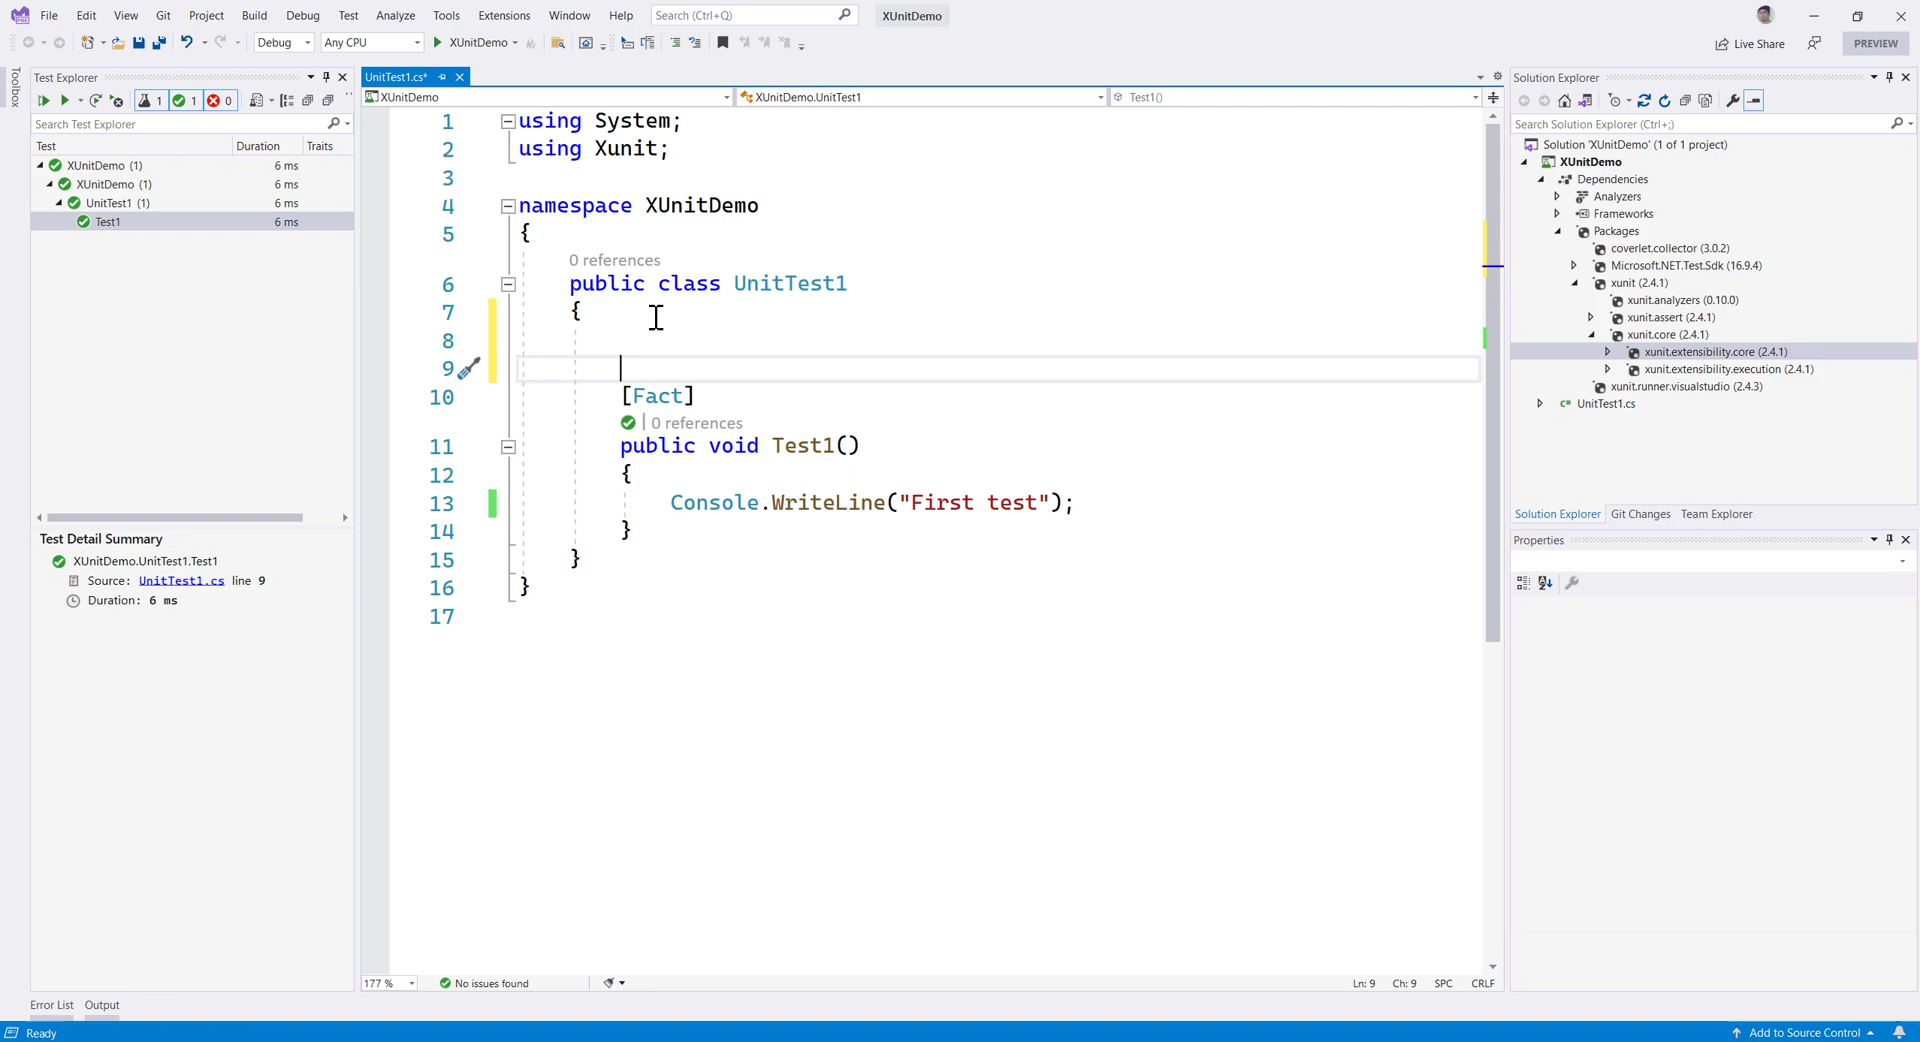 File Edit View Git Project Build Debug Test Analyze Tools Extensions Window Help Search (Ctrl+Q) XUnitDemo
Debug Any CPU XUnitDemo Live Share PREVIEW
Toolbox
Test Explorer
1 1 0
Search Test Explorer
Test Duration Traits
XUnitDemo (1) 6 ms
XUnitDemo (1) 6 ms
UnitTest1 (1) 6 ms
Test1 6 ms
Test Detail Summary
XUnitDemo.UnitTest1.Test1
Source: UnitTest1.cs line 9
Duration: 6 ms
UnitTest1.cs*
XUnitDemo XUnitDemo.UnitTest1 Test1()
1 using System;
2 using Xunit;
3
4 namespace XUnitDemo
5 {
0 references
6 public class UnitTest1
7 {
8
9
10 [Fact]
0 references
11 public void Test1()
12 {
13 Console.WriteLine("First test");
14 }
15 }
16 }
17
177 % No issues found Ln: 9 Ch: 9 SPC CRLF
Solution Explorer
Search Solution Explorer (Ctrl+;)
Solution 'XUnitDemo' (1 of 1 project)
XUnitDemo
Dependencies
Analyzers
Frameworks
Packages
coverlet.collector (3.0.2)
Microsoft.NET.Test.Sdk (16.9.4)
xunit (2.4.1)
xunit.analyzers (0.10.0)
xunit.assert (2.4.1)
xunit.core (2.4.1)
xunit.extensibility.core (2.4.1)
xunit.extensibility.execution (2.4.1)
xunit.runner.visualstudio (2.4.3)
C# UnitTest1.cs
Solution Explorer Git Changes Team Explorer
Properties
Error List Output
Ready Add to Source Control